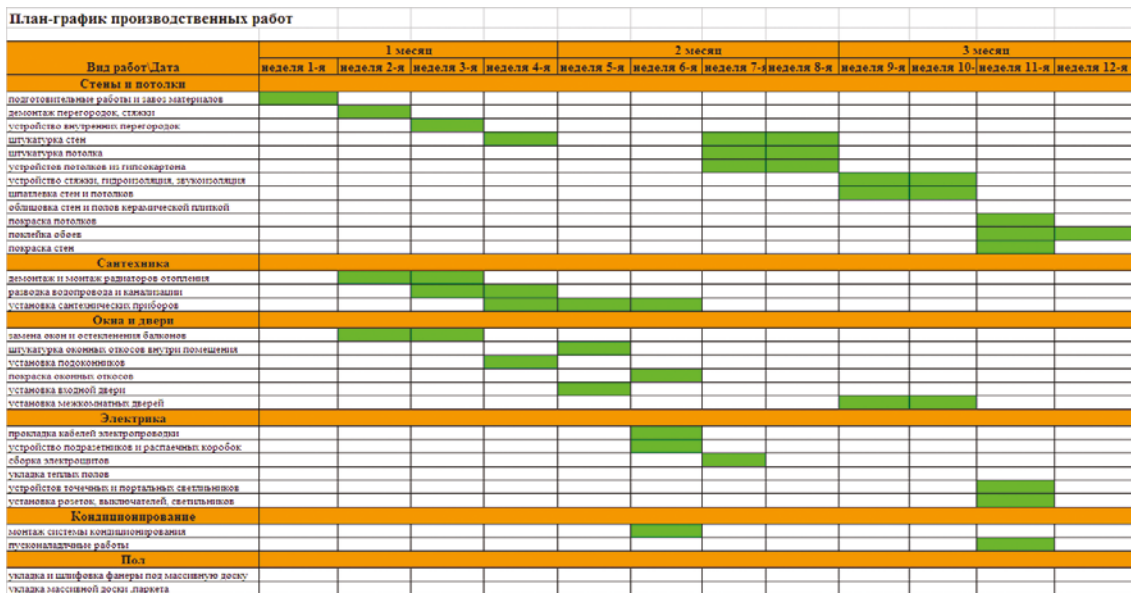 План-график производственных работ
1 месяц 2 месяц 3 месяц
Вид работ\Дата неделя 1-я неделя 2-я неделя 3-я неделя 4-я неделя 5-я неделя 6-я неделя 7-я неделя 8-я неделя 9-я неделя 10- неделя 11-я неделя 12-я
Стены и потолки
подготовительные работы и завоз материалов
демонтаж перегородок, стяжки
устройство внутренних перегородок
штукатурка стен
штукатурка потолка
устройстов потолков из гипсокартона
устройство стяжки, гидроизоляция, звукоизоляция
шпатлевка стен и потолков
облицовка стен и полов керамической плиткой
покраска потолков
поклейка обоев
покраска стен
Сантехника
демонтаж и монтаж радиаторов отопления
разводка водопровода и канализации
установка сантехнических приборов
Окна и двери
замена окон и остекленения балконов
штукатурка оконных откосов внутри помещения
установка подоконников
покраска оконных откосов
установка входной двери
установка межкомнатных дверей
Электрика
прокладка кабелей электропроводки
устройство подразетников и распаечных коробок
сборка электрощитов
укладка теплых полов
устройстов точечных и портальных светлиьников
установка розеток, выключателей, светильников
Кондиционирование
монтаж системы кондиционирования
пусконаладчные работы
Пол
укладка и шлифовка фанеры под массивную доску
укладка массивной доски ,паркета